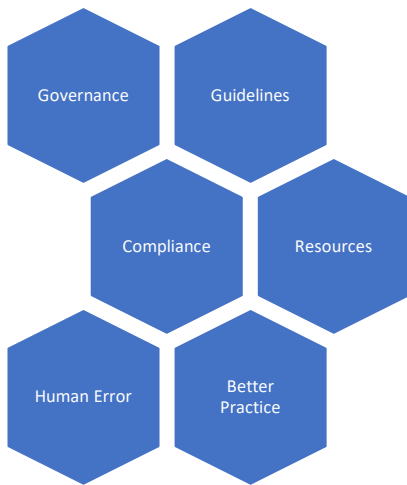 Governance
Guidelines
Compliance
Resources
Human Error
Better
Practice